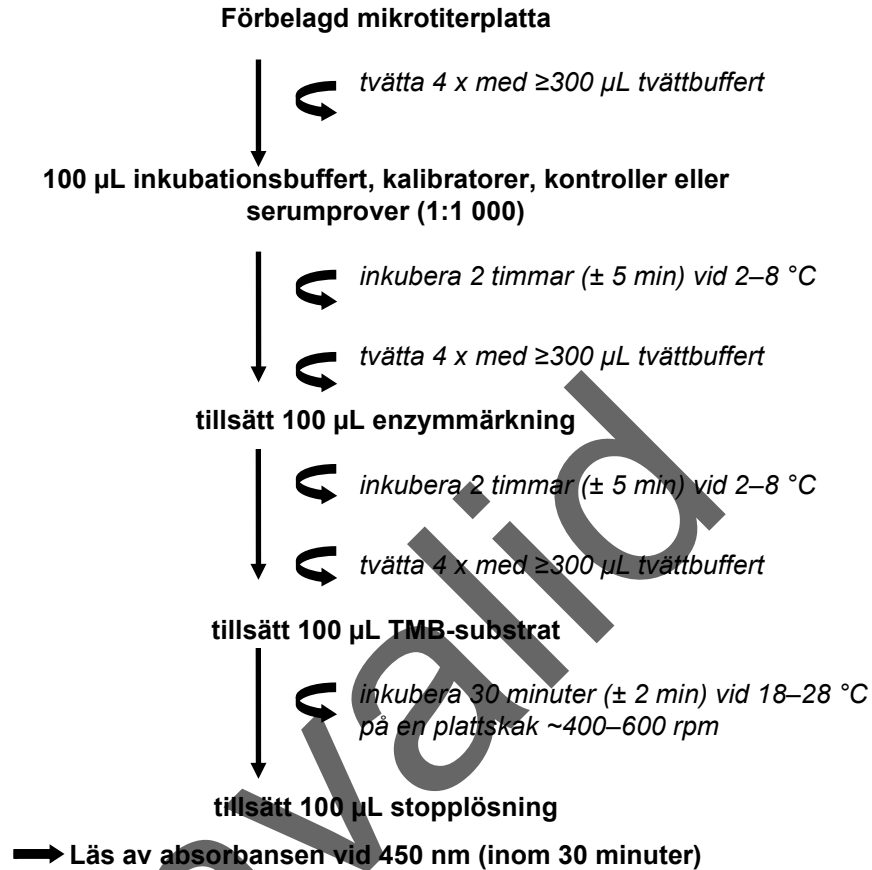 Förbelagd mikrotiterplatta
tvätta 4 x med ≥300 µL tvättbuffert
100 µL inkubationsbuffert, kalibratorer, kontroller eller
serumprover (1:1 000)
inkubera 2 timmar (± 5 min) vid 2–8 °C
tvätta 4 x med ≥300 µL tvättbuffert
tillsätt 100 µL enzymmärkning
inkubera 2 timmar (± 5 min) vid 2–8 °C
tvätta 4 x med ≥300 µL tvättbuffert
tillsätt 100 µL TMB-substrat
inkubera 30 minuter (± 2 min) vid 18–28 °C
på en plattskak ~400–600 rpm
tillsätt 100 µL stopplösning
Läs av absorbansen vid 450 nm (inom 30 minuter)
valid